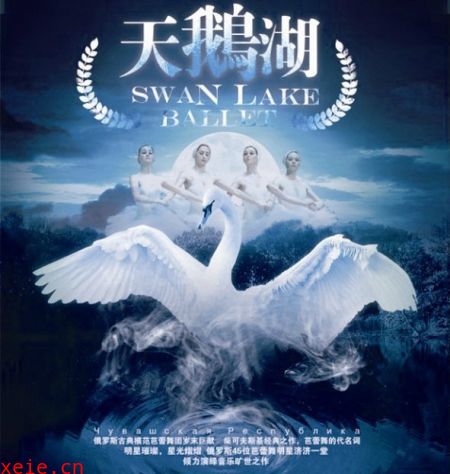 天鵝湖
SWAN LAKE
BALLET
Чувашская Республика
俄罗斯古典模范芭蕾舞团岁末巨献 柴可夫斯基经典之作，芭蕾舞的代名词
明星璀璨，星光熠熠 俄罗斯45位芭蕾舞明星济济一堂
倾力演绎音乐旷世之作
xeie.cn